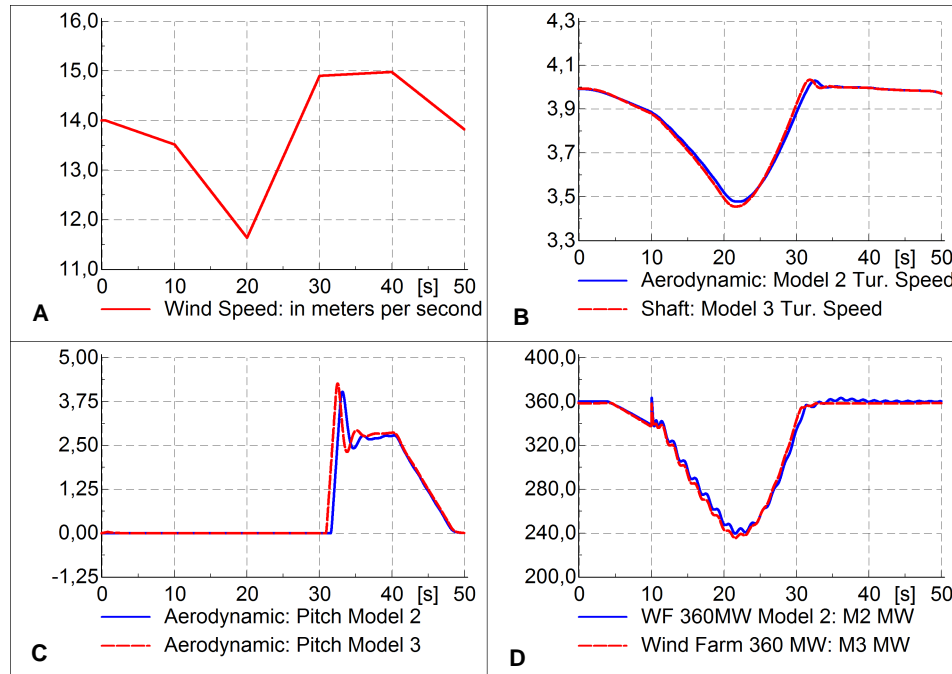 16,0
15,0
14,0
13,0
12,0
11,0
0 10 20 30 40 [s] 50
A Wind Speed: in meters per second
4,3
4,1
3,9
3,7
3,5
3,3
0 10 20 30 40 [s] 50
Aerodynamic: Model 2 Tur. Speed
B Shaft: Model 3 Tur. Speed
5,00
3,75
2,50
1,25
0,00
-1,25
0 10 20 30 40 [s] 50
Aerodynamic: Pitch Model 2
C Aerodynamic: Pitch Model 3
400,0
360,0
320,0
280,0
240,0
200,0
0 10 20 30 40 [s] 50
WF 360MW Model 2: M2 MW
D Wind Farm 360 MW: M3 MW